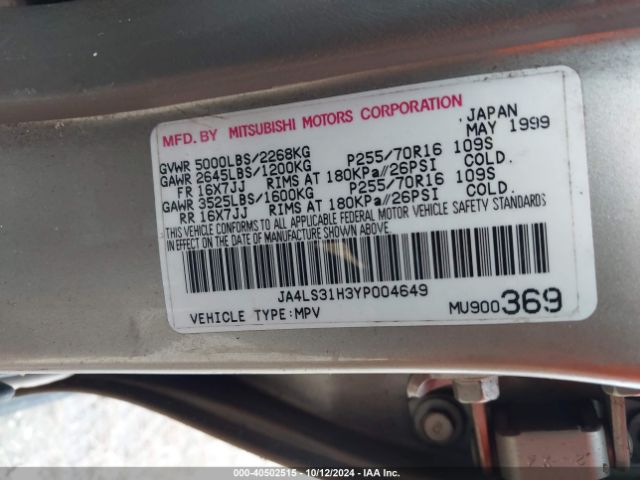 MFD. BY MITSUBISHI MOTORS CORPORATION JAPAN
MAY 1999
GVWR 5000LBS/2268KG
GAWR 2645LBS/1200KG P255/70R16 109S
FR 16X7JJ RIMS AT 180KPa//26PSI COLD.
GAWR 3525LBS/1600KG P255/70R16 109S
RR 16X7JJ RIMS AT 180KPa//26PSI COLD.
THIS VEHICLE CONFORMS TO ALL APPLICABLE FEDERAL MOTOR VEHICLE SAFETY STANDARDS
IN EFFECT ON THE DATE OF MANUFACTURE SHOWN ABOVE.
JA4LS31H3YP004649
VEHICLE TYPE:MPV MU900369
000-40502515 - 10/12/2024 - IAA Inc.